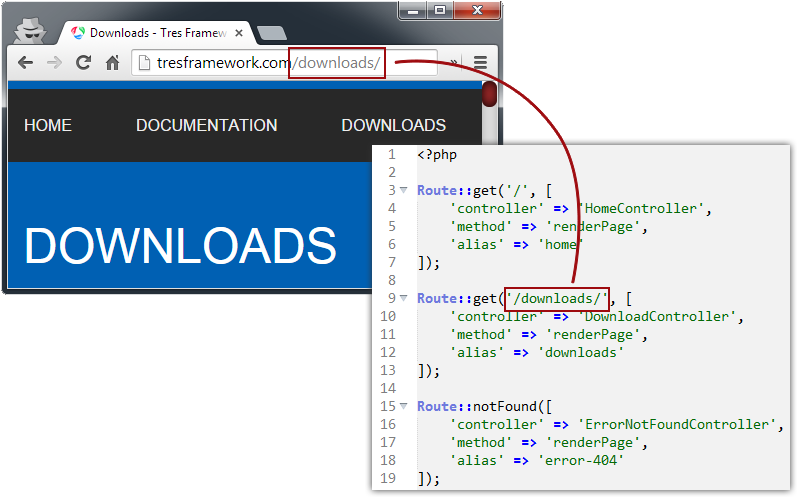 Downloads - Tres Framew
tresframework.com/downloads/
»
HOME DOCUMENTATION DOWNLOADS
DOWNLOADS
1 <?php
2
3 Route::get('/', [
4     'controller' => 'HomeController',
5     'method' => 'renderPage',
6     'alias' => 'home'
7 ]);
8
9 Route::get('/downloads/', [
10     'controller' => 'DownloadController',
11     'method' => 'renderPage',
12     'alias' => 'downloads'
13 ]);
14
15 Route::notFound([
16     'controller' => 'ErrorNotFoundController',
17     'method' => 'renderPage',
18     'alias' => 'error-404'
19 ]);